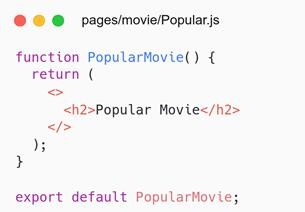 pages/movie/Popular.js
function PopularMovie() {
  return (
    <>
      <h2>Popular Movie</h2>
    </>
  );
}
export default PopularMovie;